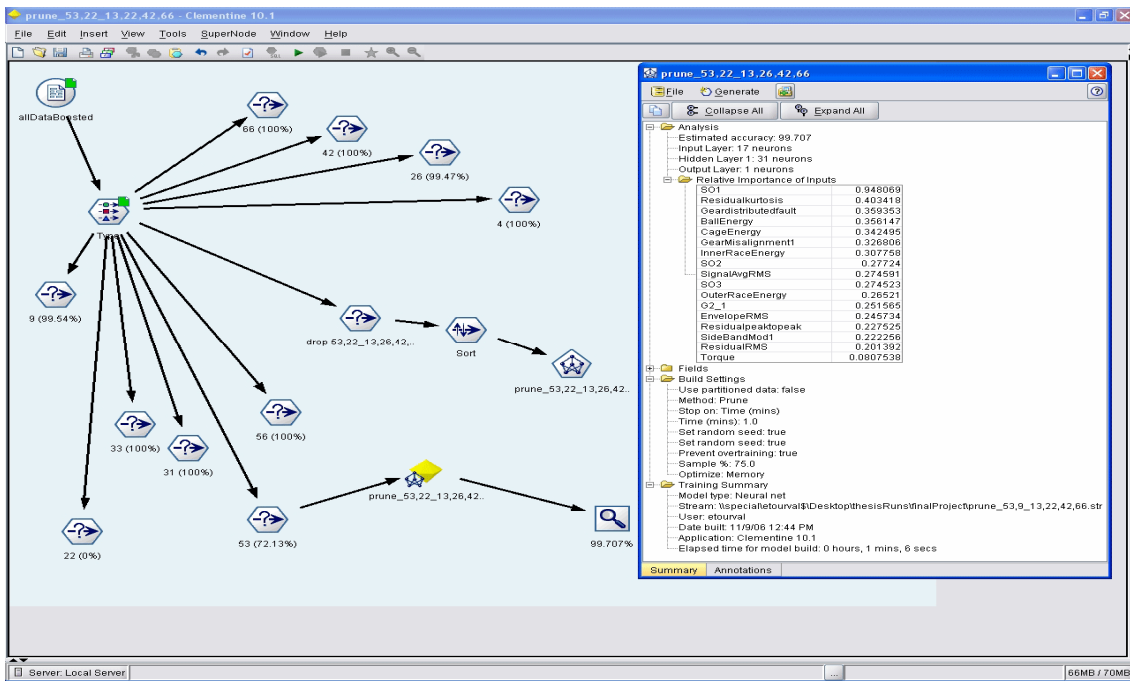 prune_53,22_13,22,42,66 - Clementine 10.1
File Edit Insert View Tools SuperNode Window Help
allDataBoosted
66 (100%)
42 (100%)
26 (99.47%)
4 (100%)
Type
9 (99.54%)
drop 53,22_13,26,42,..
Sort
prune_53,22_13,26,42..
33 (100%)
31 (100%)
56 (100%)
prune_53,22_13,26,42..
22 (0%)
53 (72.13%)
99.707%
prune_53,22_13,26,42,66
File Generate
Collapse All Expand All
Analysis
Estimated accuracy: 99.707
Input Layer: 17 neurons
Hidden Layer 1: 31 neurons
Output Layer: 1 neurons
Relative Importance of Inputs
SO1 0.948069
Residualkurtosis 0.403418
Geardistributedfault 0.359353
BallEnergy 0.356147
CageEnergy 0.342495
GearMisalignment1 0.326806
InnerRaceEnergy 0.307758
SO2 0.27724
SignalAvgRMS 0.274591
SO3 0.274523
OuterRaceEnergy 0.26521
G2_1 0.251565
EnvelopeRMS 0.245734
Residualpeaktopeak 0.227525
SideBandMod1 0.222256
ResidualRMS 0.201392
Torque 0.0807538
Fields
Build Settings
Use partitioned data: false
Method: Prune
Stop on: Time (mins)
Time (mins): 1.0
Set random seed: true
Set random seed: true
Prevent overtraining: true
Sample %: 75.0
Optimize: Memory
Training Summary
Model type: Neural net
Stream: \\special\etourval$\Desktop\thesisRuns\finalProject\prune_53,9_13,22,42,66.str
User: etourval
Date built: 11/9/06 12:44 PM
Application: Clementine 10.1
Elapsed time for model build: 0 hours, 1 mins, 6 secs
Summary Annotations
Server: Local Server
...
66MB / 70MB